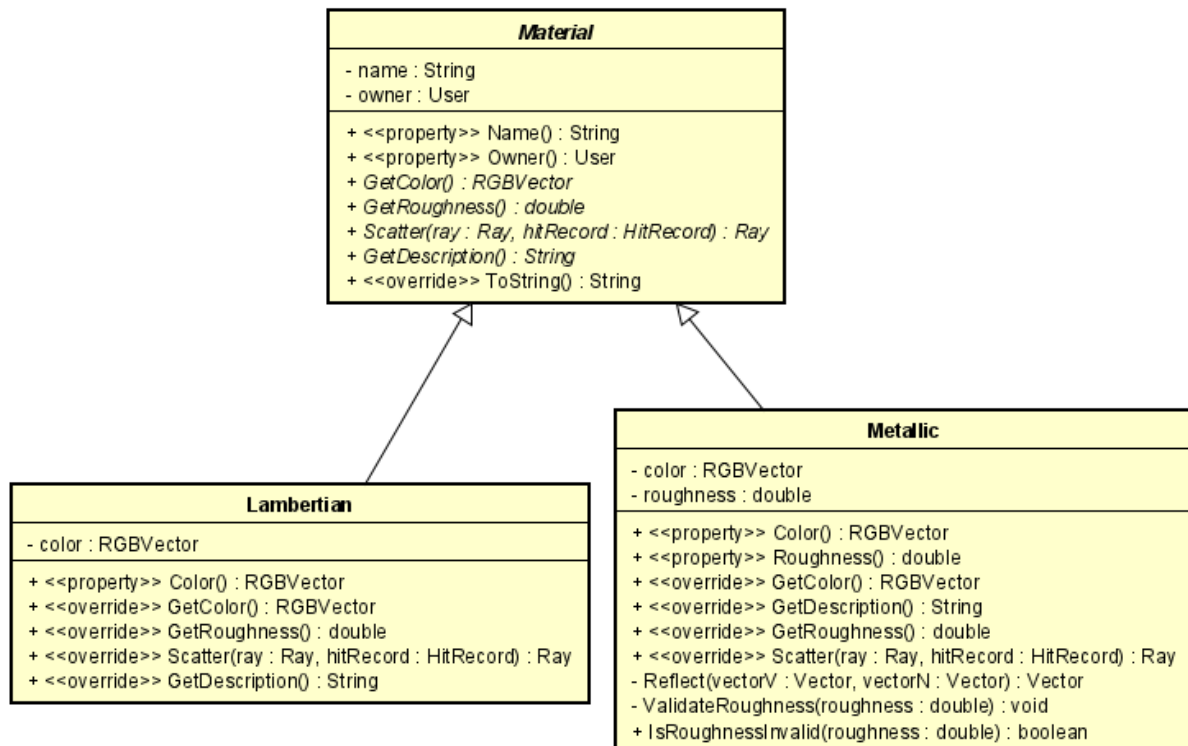 Material
- name : String
- owner : User
+ <<property>> Name() : String
+ <<property>> Owner() : User
+ GetColor() : RGBVector
+ GetRoughness() : double
+ Scatter(ray : Ray, hitRecord : HitRecord) : Ray
+ GetDescription() : String
+ <<override>> ToString() : String
Lambertian
- color : RGBVector
+ <<property>> Color() : RGBVector
+ <<override>> GetColor() : RGBVector
+ <<override>> GetRoughness() : double
+ <<override>> Scatter(ray : Ray, hitRecord : HitRecord) : Ray
+ <<override>> GetDescription() : String
Metallic
- color : RGBVector
- roughness : double
+ <<property>> Color() : RGBVector
+ <<property>> Roughness() : double
+ <<override>> GetColor() : RGBVector
+ <<override>> GetDescription() : String
+ <<override>> GetRoughness() : double
+ <<override>> Scatter(ray : Ray, hitRecord : HitRecord) : Ray
- Reflect(vectorV : Vector, vectorN : Vector) : Vector
- ValidateRoughness(roughness : double) : void
+ IsRoughnessInvalid(roughness : double) : boolean